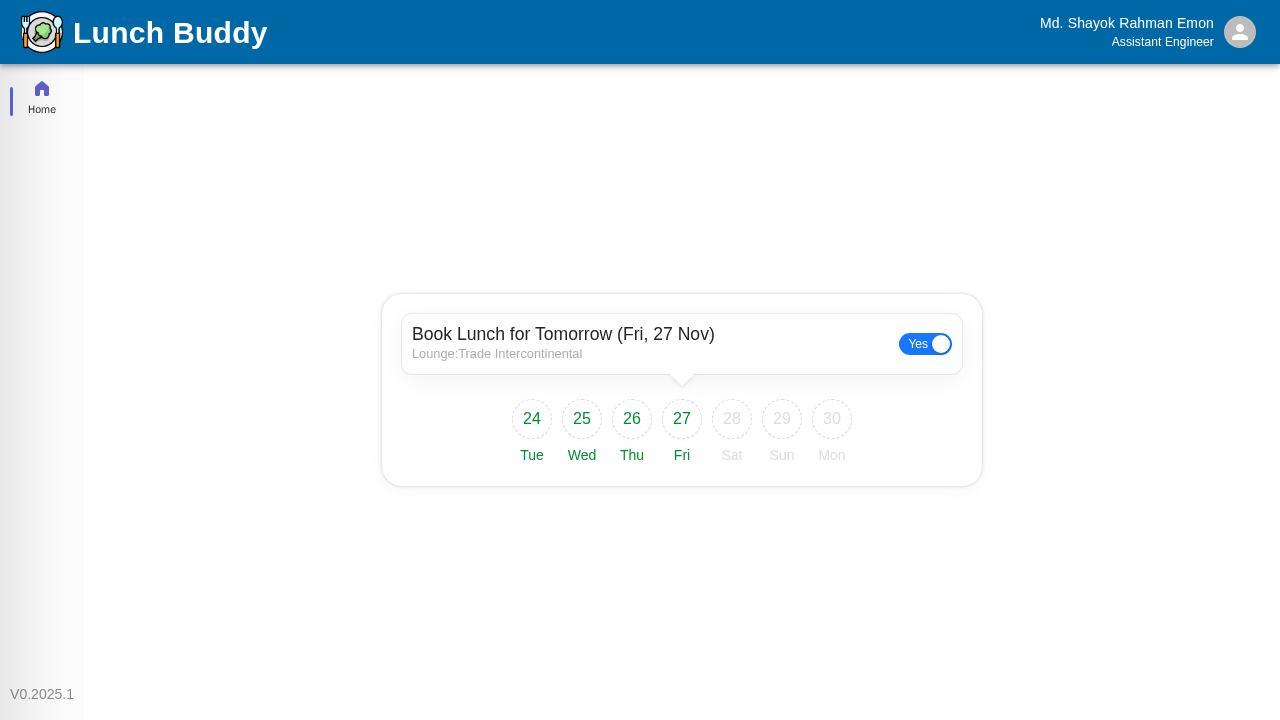 Lunch Buddy
Md. Shayok Rahman Emon
Assistant Engineer
Home
Book Lunch for Tomorrow (Fri, 27 Nov)
Lounge:Trade Intercontinental
Yes
24 25 26 27 28 29 30
Tue Wed Thu Fri Sat Sun Mon
V0.2025.1